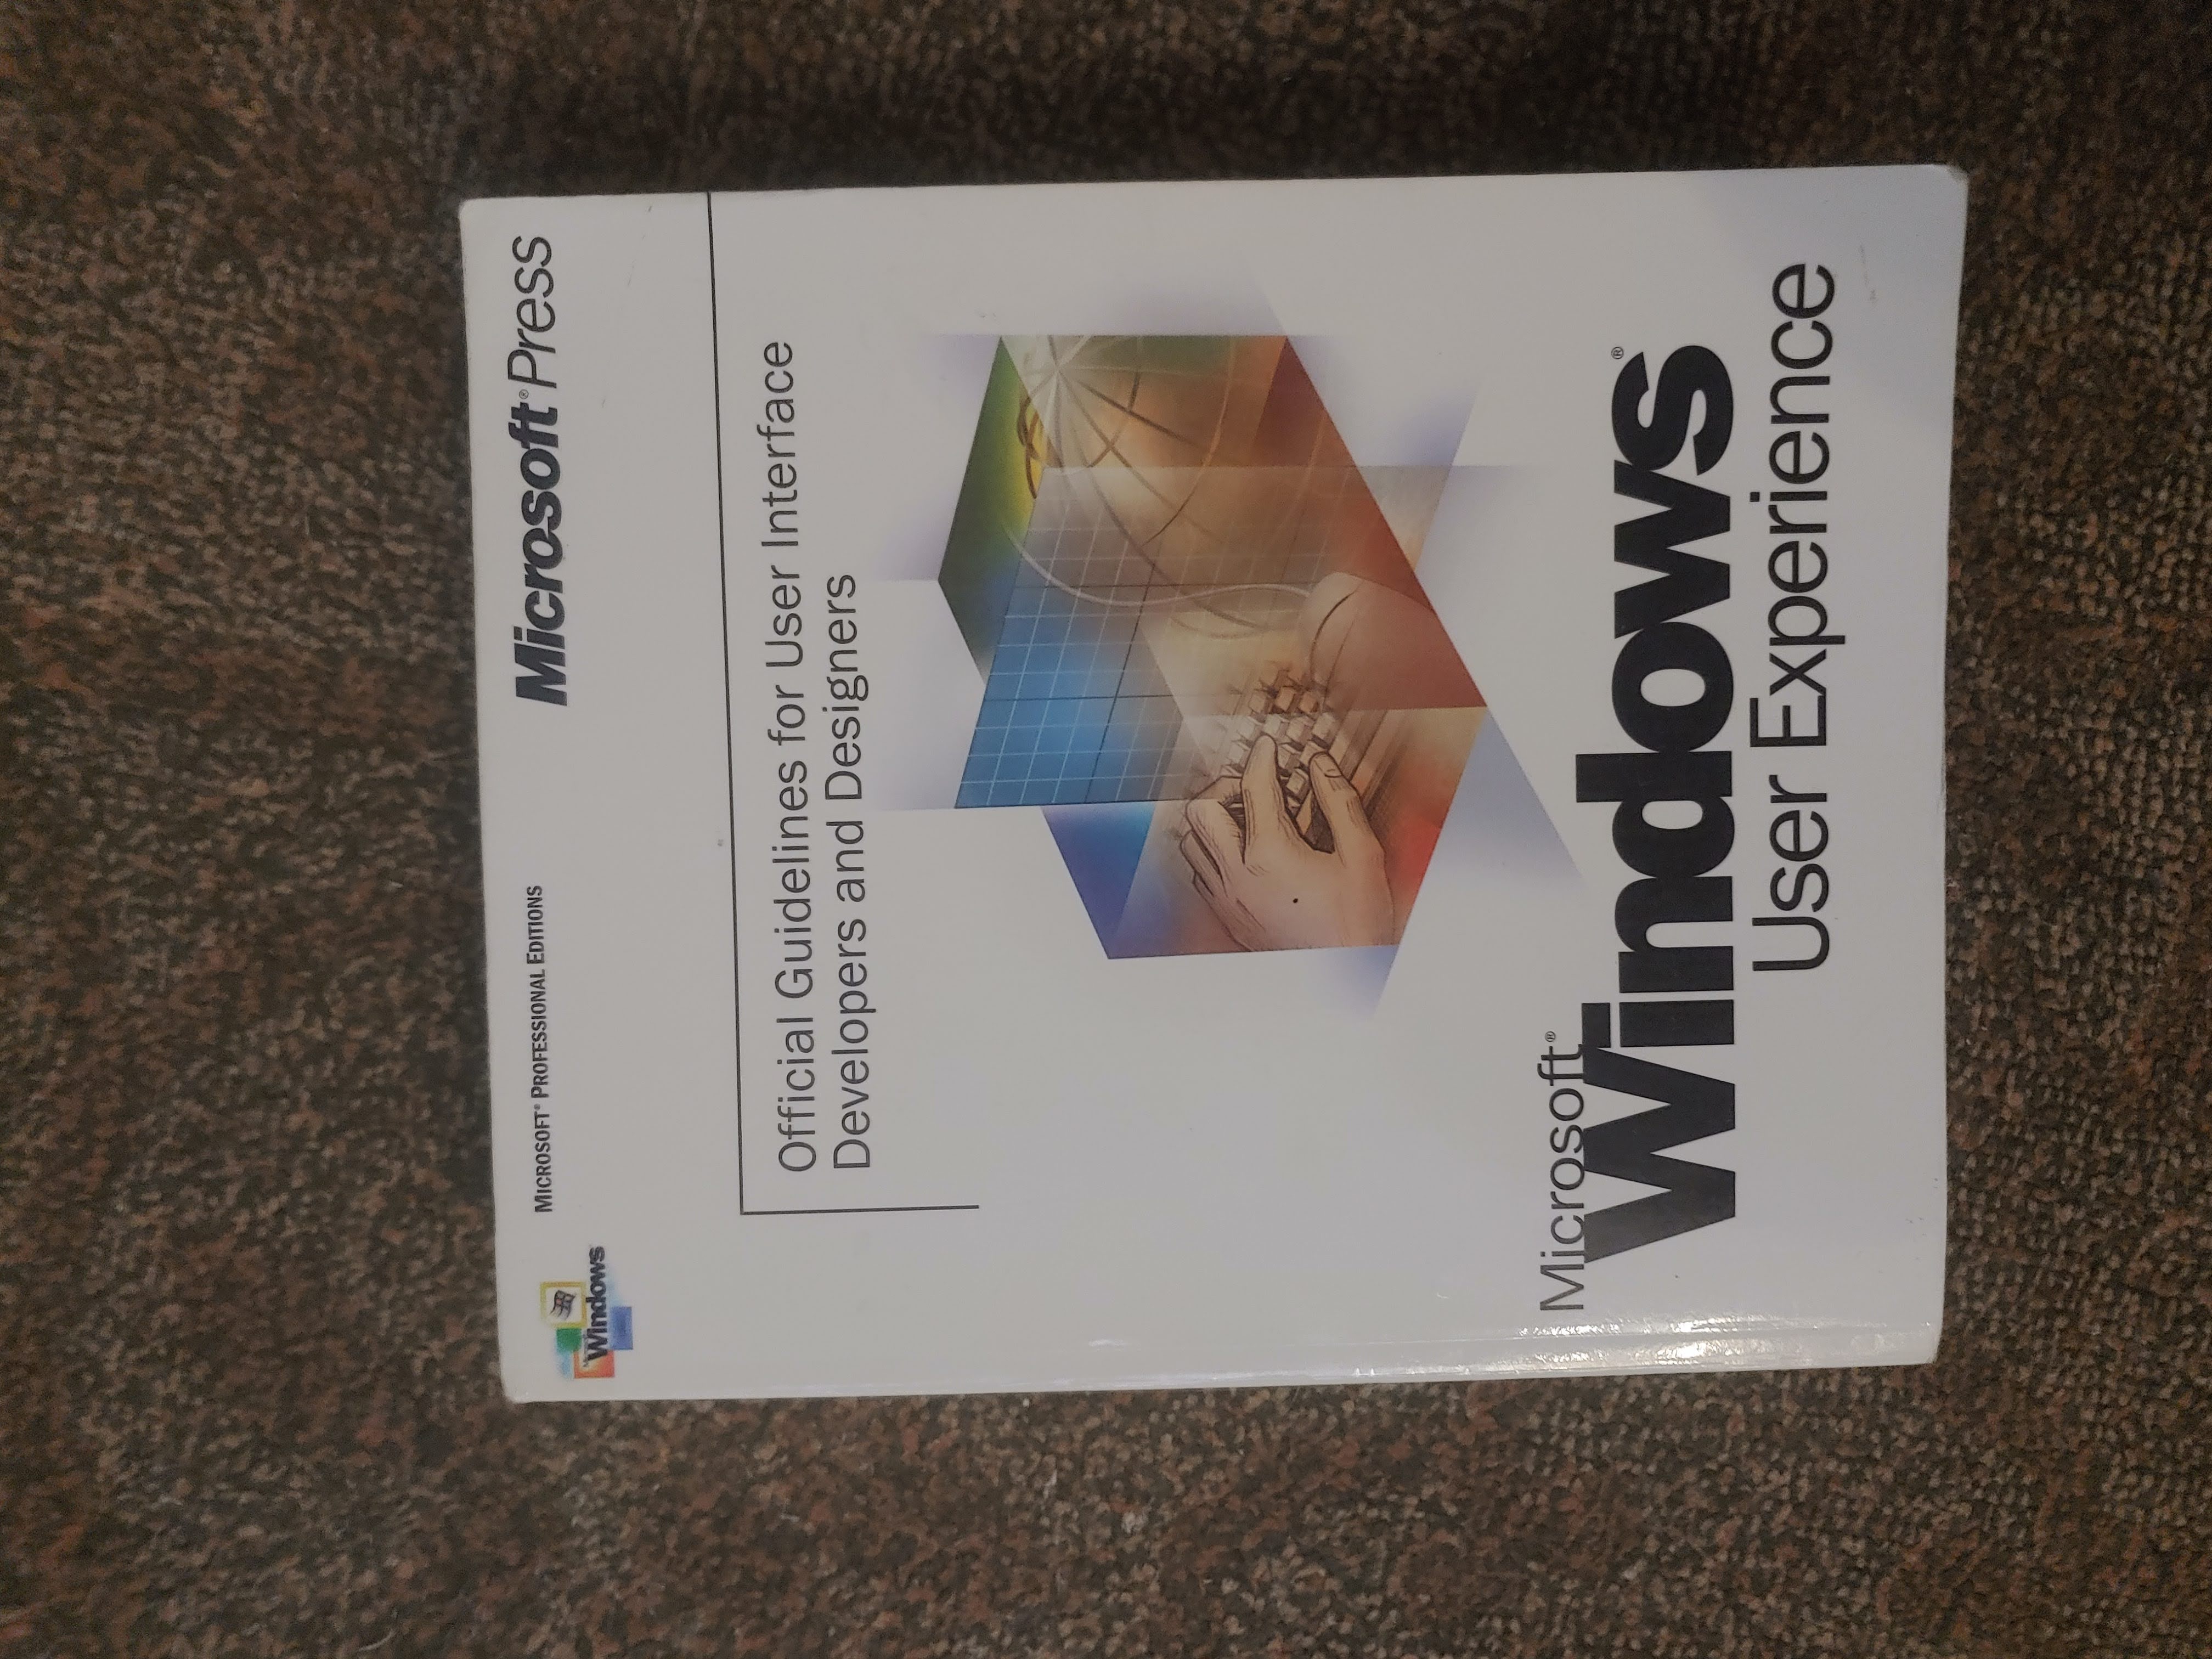 Microsoft® Professional Editions
Microsoft® Press
Windows
Official Guidelines for User Interface
Developers and Designers
Microsoft®
Windows®
User Experience